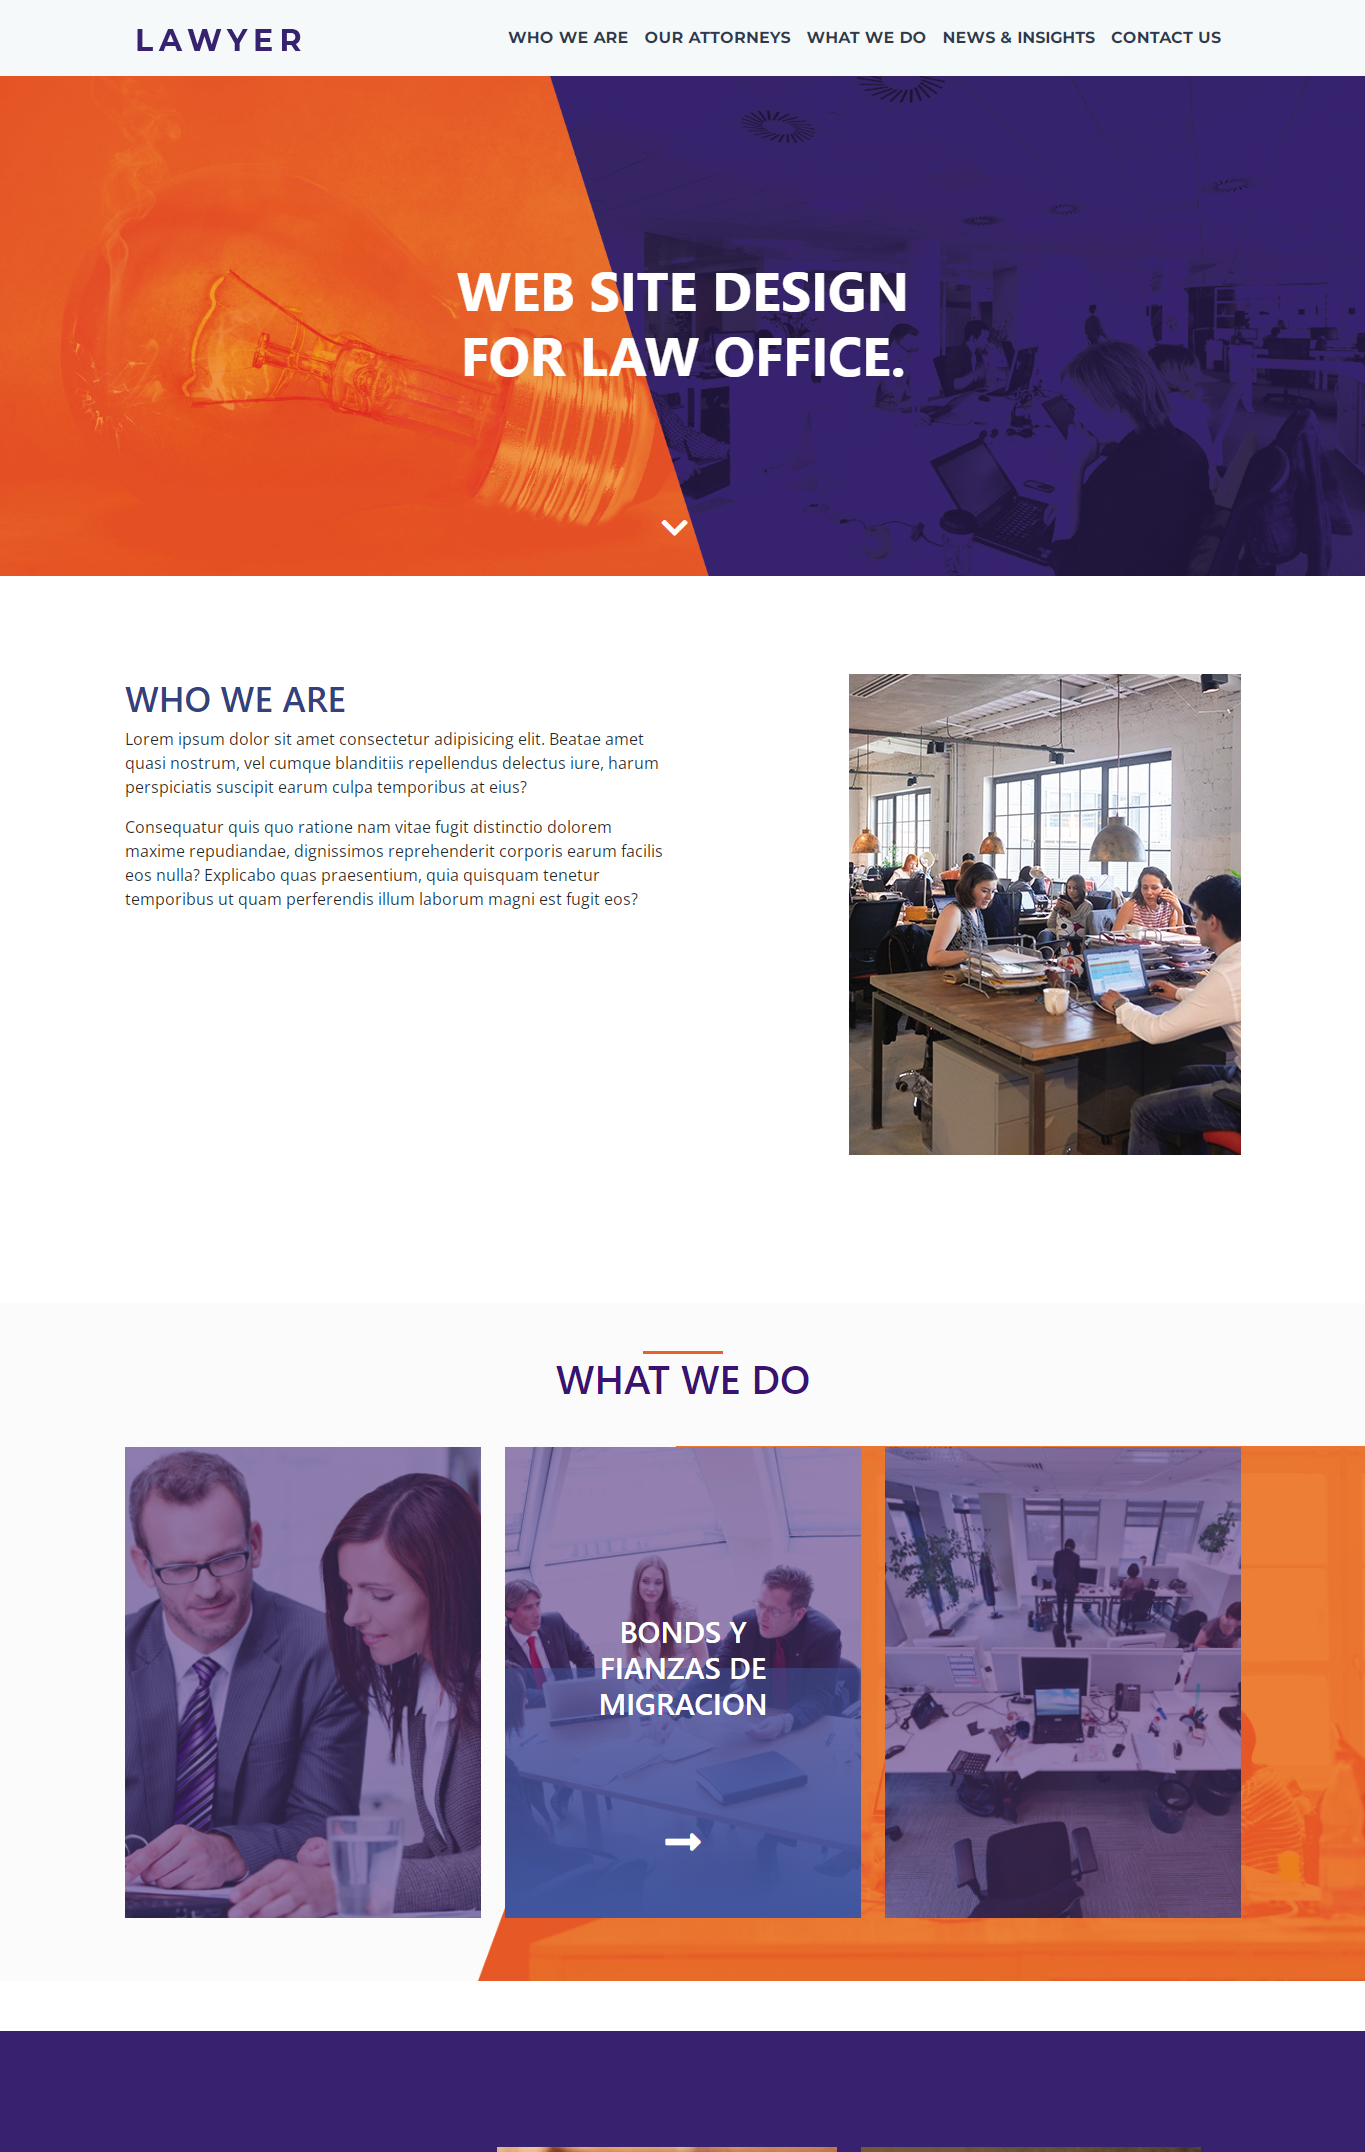 LAWYER
WHO WE ARE OUR ATTORNEYS WHAT WE DO NEWS & INSIGHTS CONTACT US
WEB SITE DESIGN
FOR LAW OFFICE.
WHO WE ARE
Lorem ipsum dolor sit amet consectetur adipisicing elit. Beatae amet
quasi nostrum, vel cumque blanditiis repellendus delectus iure, harum
perspiciatis suscipit earum culpa temporibus at eius?
Consequatur quis quo ratione nam vitae fugit distinctio dolorem
maxime repudiandae, dignissimos reprehenderit corporis earum facilis
eos nulla? Explicabo quas praesentium, quia quisquam tenetur
temporibus ut quam perferendis illum laborum magni est fugit eos?
WHAT WE DO
BONDS Y
FIANZAS DE
MIGRACION